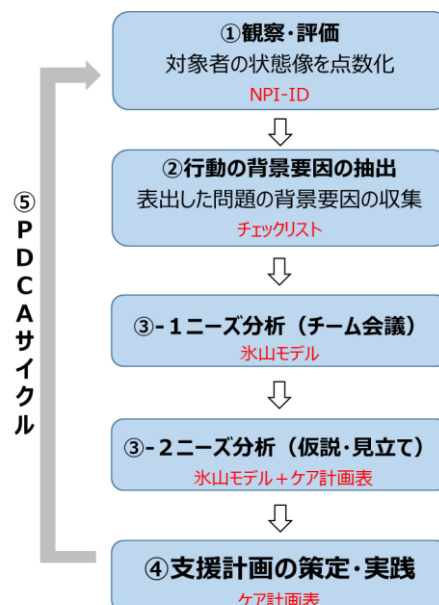 ①観察・評価
対象者の状態像を点数化
NPI-ID
②行動の背景要因の抽出
表出した問題の背景要因の収集
チェックリスト
③-1ニーズ分析（チーム会議）
氷山モデル
③-2ニーズ分析（仮説・見立て）
氷山モデル+ケア計画表
④支援計画の策定・実践
ケア計画表
⑤PDCAサイクル